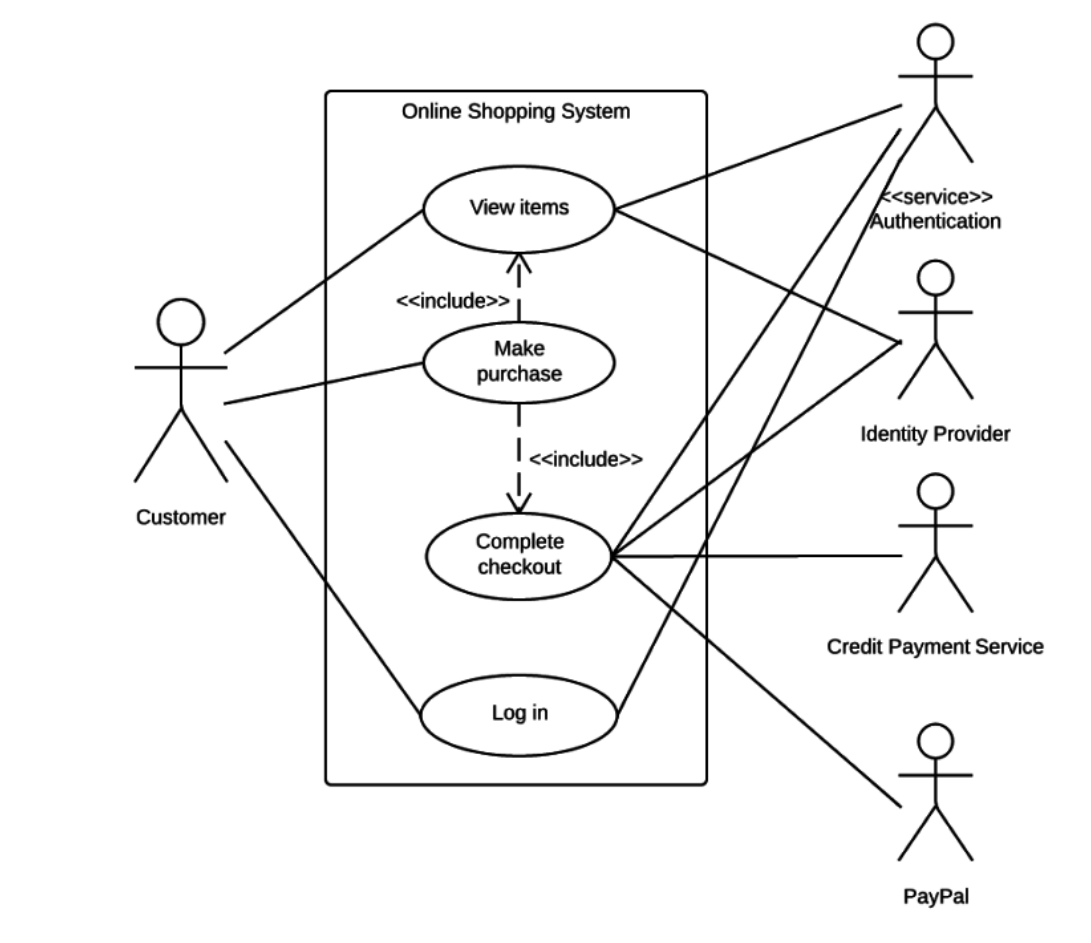 Online Shopping System
View items
<<include>>
Make
purchase
<<include>>
Complete
checkout
Log in
Customer
<<service>>
Authentication
Identity Provider
Credit Payment Service
PayPal